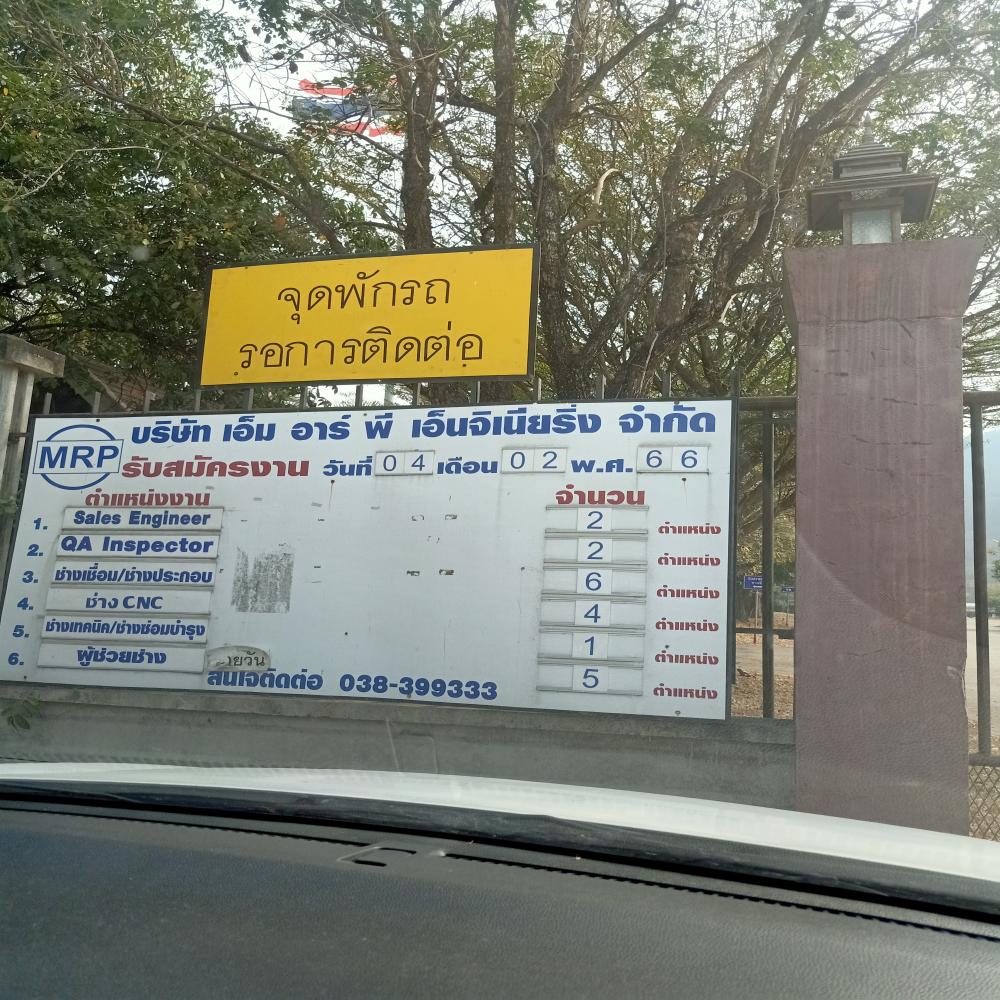 จุดพักรถ
รอการติดต่อ
MRP
บริษัท เอ็ม อาร์ พี เอ็นจิเนียริ่ง จำกัด
รับสมัครงาน วันที่ 04 เดือน 02 พ.ศ. 66
ตำแหน่งงาน จำนวน
1. Sales Engineer 2 ตำแหน่ง
2. QA Inspector 2 ตำแหน่ง
3. ช่างเชื่อม/ช่างประกอบ 6 ตำแหน่ง
4. ช่าง CNC 4 ตำแหน่ง
5. ช่างเทคนิค/ช่างซ่อมบำรุง 1 ตำแหน่ง
6. ผู้ช่วยช่าง 5 ตำแหน่ง
สนใจติดต่อ 038-399333